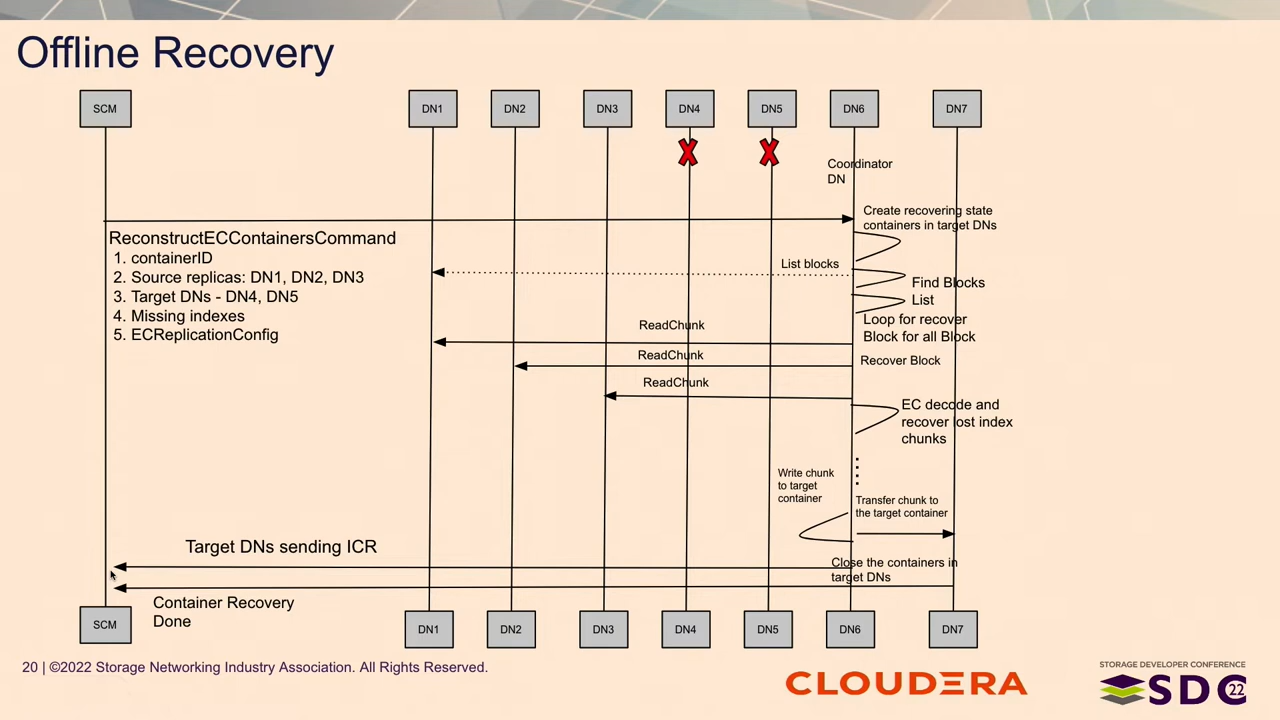 Offline Recovery
SCM
DN1
DN2
DN3
DN4
DN5
DN6
DN7
Coordinator
DN
Create recovering state
containers in target DNs
ReconstructECContainersCommand
1. containerID
2. Source replicas: DN1, DN2, DN3
3. Target DNs - DN4, DN5
4. Missing indexes
5. ECReplicationConfig
List blocks
Find Blocks
List
Loop for recover
Block for all Block
ReadChunk
ReadChunk
Recover Block
ReadChunk
EC decode and
recover lost index
chunks
Write chunk
to target
container
Transfer chunk to
the target container
Target DNs sending ICR
Close the containers in
target DNs
Container Recovery
Done
SCM
DN1
DN2
DN3
DN4
DN5
DN6
DN7
20 | ©2022 Storage Networking Industry Association. All Rights Reserved.
CLOUDERA
STORAGE DEVELOPER CONFERENCE
SDC 22